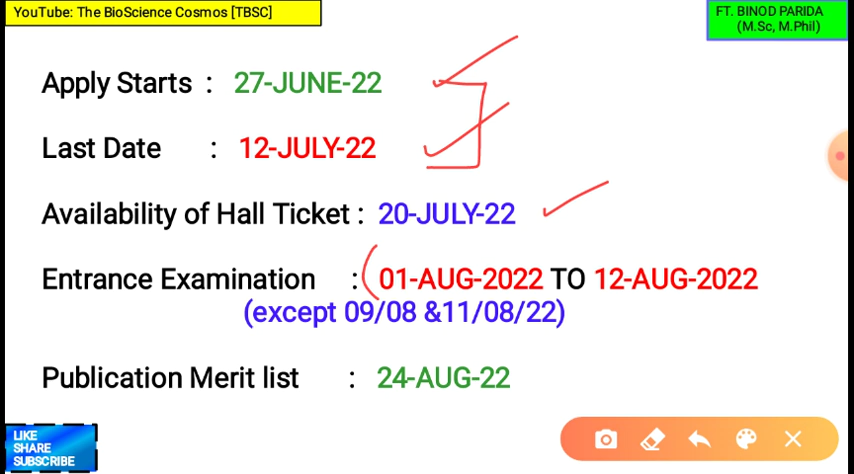 YouTube: The BioScience Cosmos [TBSC]
FT. BINOD PARIDA
(M.Sc, M.Phil)
Apply Starts : 27-JUNE-22
Last Date : 12-JULY-22
Availability of Hall Ticket : 20-JULY-22
Entrance Examination : 01-AUG-2022 TO 12-AUG-2022
(except 09/08 &11/08/22)
Publication Merit list : 24-AUG-22
LIKE
SHARE
SUBSCRIBE